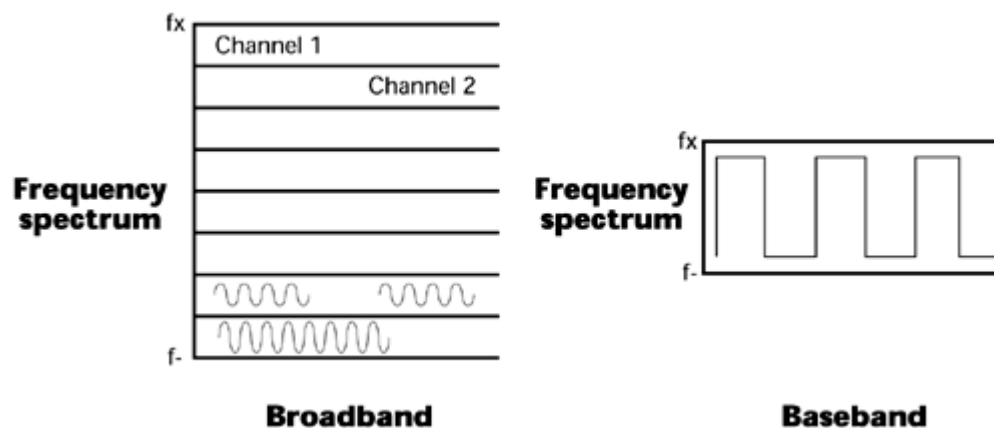 fx
Channel 1
Channel 2
Frequency
spectrum
f-
Broadband
fx
Frequency
spectrum
f-
Baseband